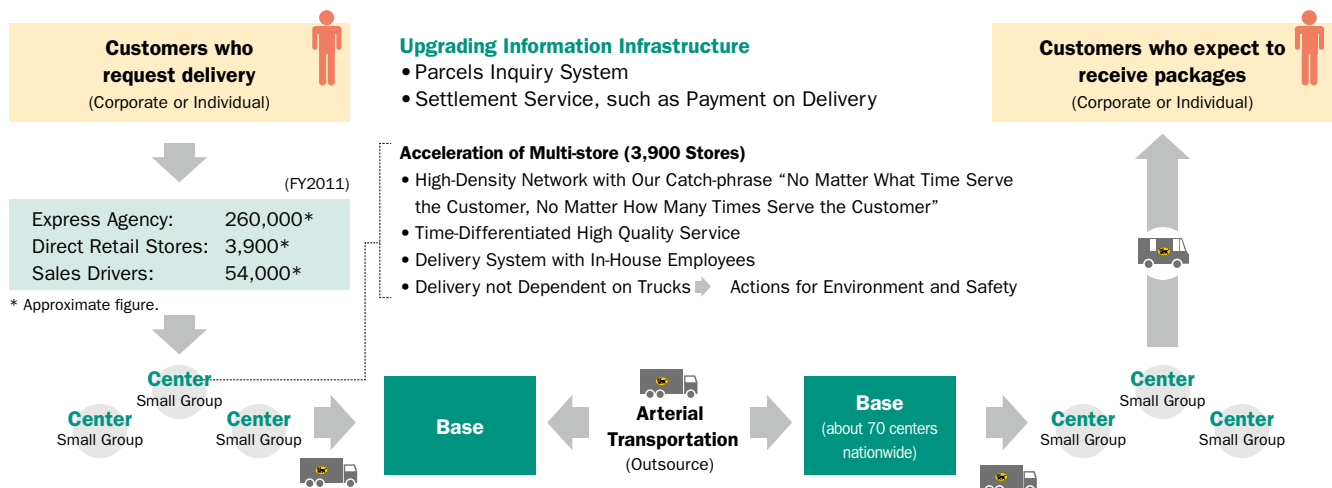 Customers who
request delivery
(Corporate or Individual)
Upgrading Information Infrastructure
• Parcels Inquiry System
• Settlement Service, such as Payment on Delivery
Customers who expect to
receive packages
(Corporate or Individual)
(FY2011)
Express Agency: 260,000*
Direct Retail Stores: 3,900*
Sales Drivers: 54,000*
* Approximate figure.
Acceleration of Multi-store (3,900 Stores)
• High-Density Network with Our Catch-phrase “No Matter What Time Serve
the Customer, No Matter How Many Times Serve the Customer”
• Time-Differentiated High Quality Service
• Delivery System with In-House Employees
• Delivery not Dependent on Trucks Actions for Environment and Safety
Center
Small Group
Center
Small Group
Center
Small Group
Base
Arterial
Transportation
(Outsource)
Base
(about 70 centers
nationwide)
Center
Small Group
Center
Small Group
Center
Small Group